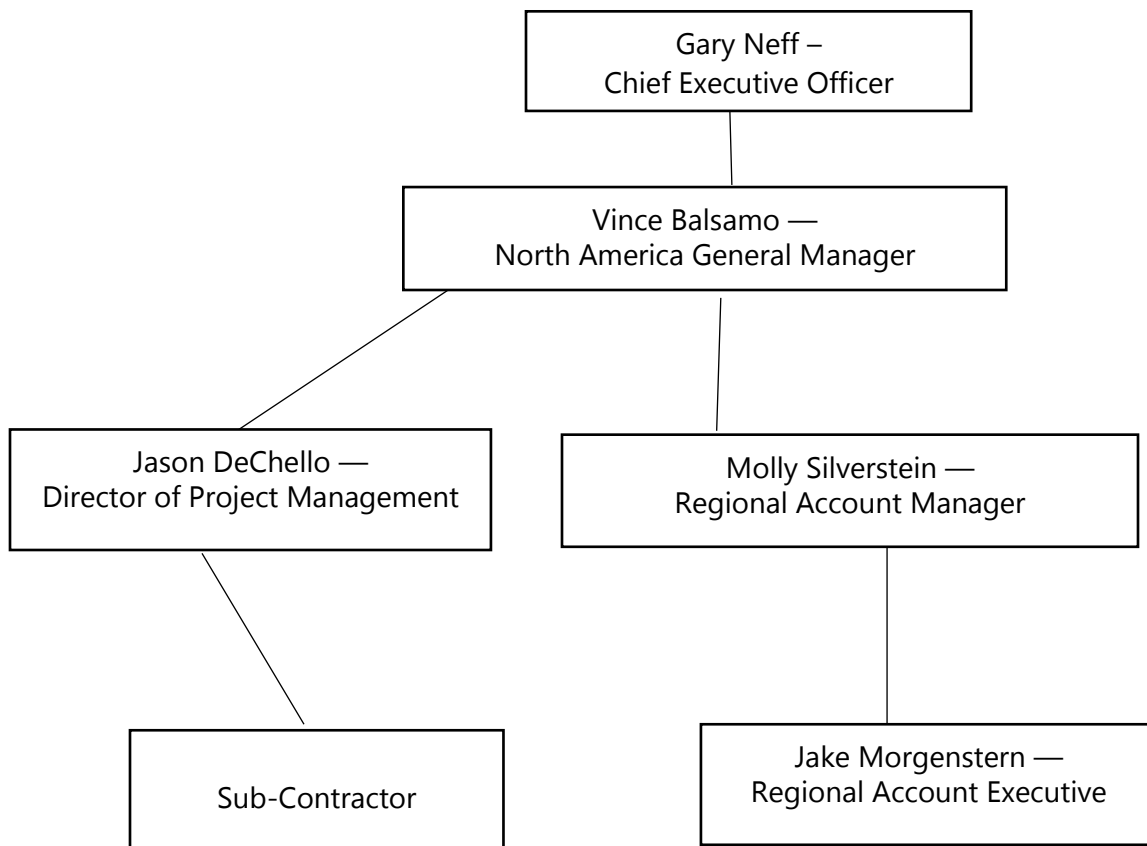 Gary Neff –
Chief Executive Officer
Vince Balsamo —
North America General Manager
Jason DeChello —
Director of Project Management
Molly Silverstein —
Regional Account Manager
Sub-Contractor
Jake Morgenstern —
Regional Account Executive